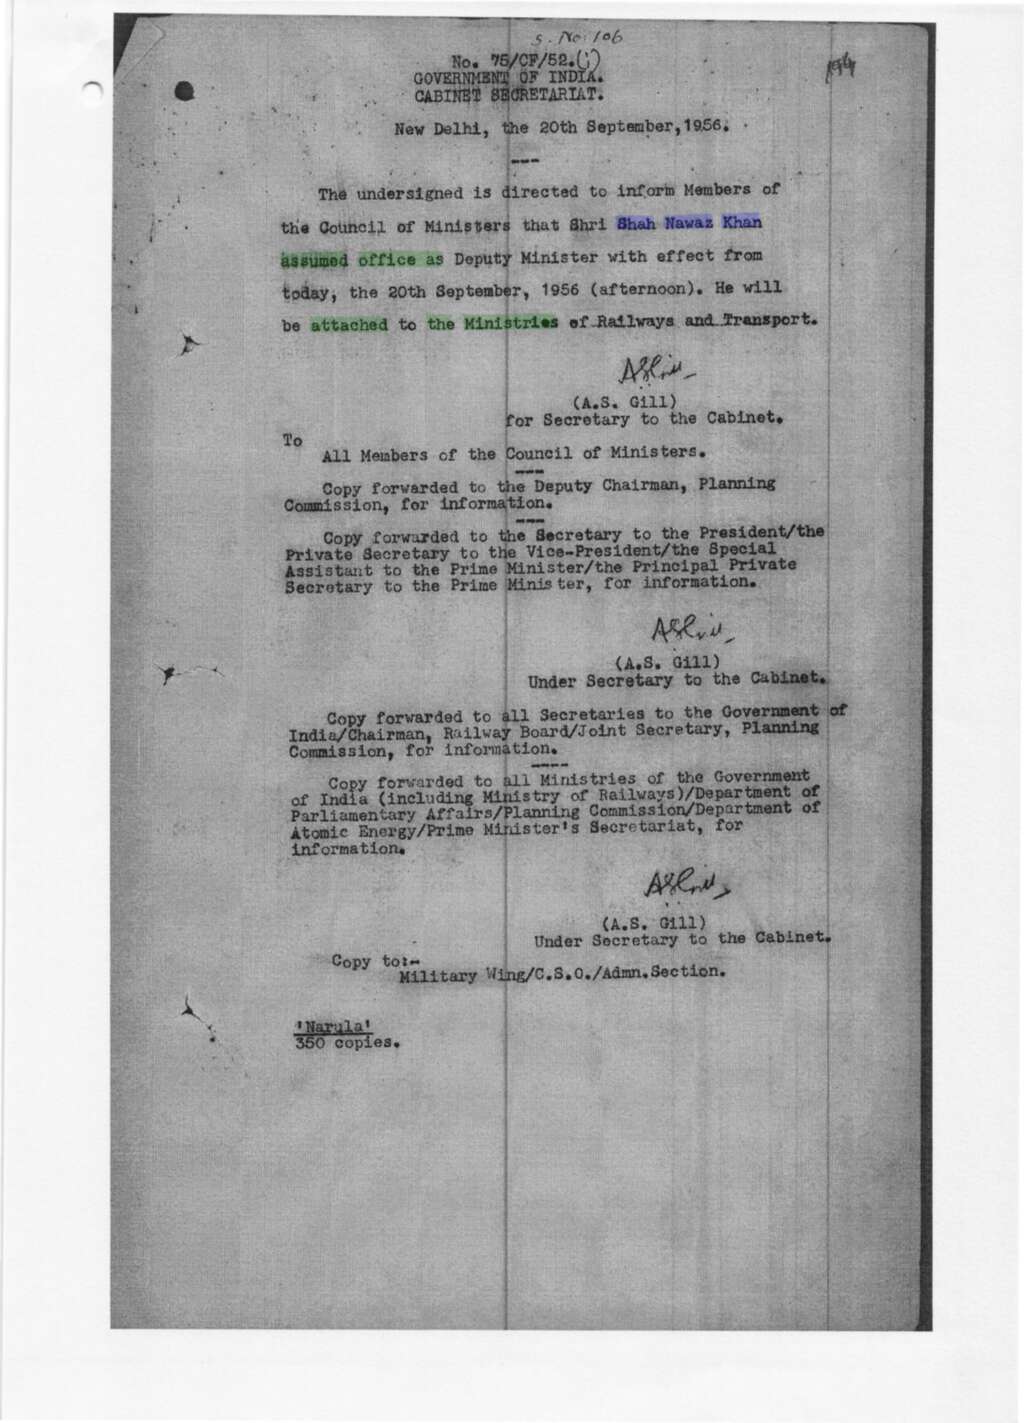 S. No. 106
No. 75/CF/52.(i)
GOVERNMENT OF INDIA.
CABINET SECRETARIAT.
New Delhi, the 20th September,1956.
The undersigned is directed to inform Members of
the Council of Ministers that Shri Shah Nawaz Khan
assumed office as Deputy Minister with effect from
today, the 20th September, 1956 (afternoon). He will
be attached to the Ministries of Railways and Transport.
(A.S. Gill)
for Secretary to the Cabinet.
To
All Members of the Council of Ministers.
Copy forwarded to the Deputy Chairman, Planning
Commission, for information.
Copy forwarded to the Secretary to the President/the
Private Secretary to the Vice-President/the Special
Assistant to the Prime Minister/the Principal Private
Secretary to the Prime Minister, for information.
(A.S. Gill)
Under Secretary to the Cabinet.
Copy forwarded to all Secretaries to the Government of
India/Chairman, Railway Board/Joint Secretary, Planning
Commission, for information.
Copy forwarded to all Ministries of the Government
of India (including Ministry of Railways)/Department of
Parliamentary Affairs/Planning Commission/Department of
Atomic Energy/Prime Minister's Secretariat, for
information.
(A.S. Gill)
Under Secretary to the Cabinet.
Copy to:-
Military Wing/C.S.O./Admn.Section.
'Narula'
350 copies.